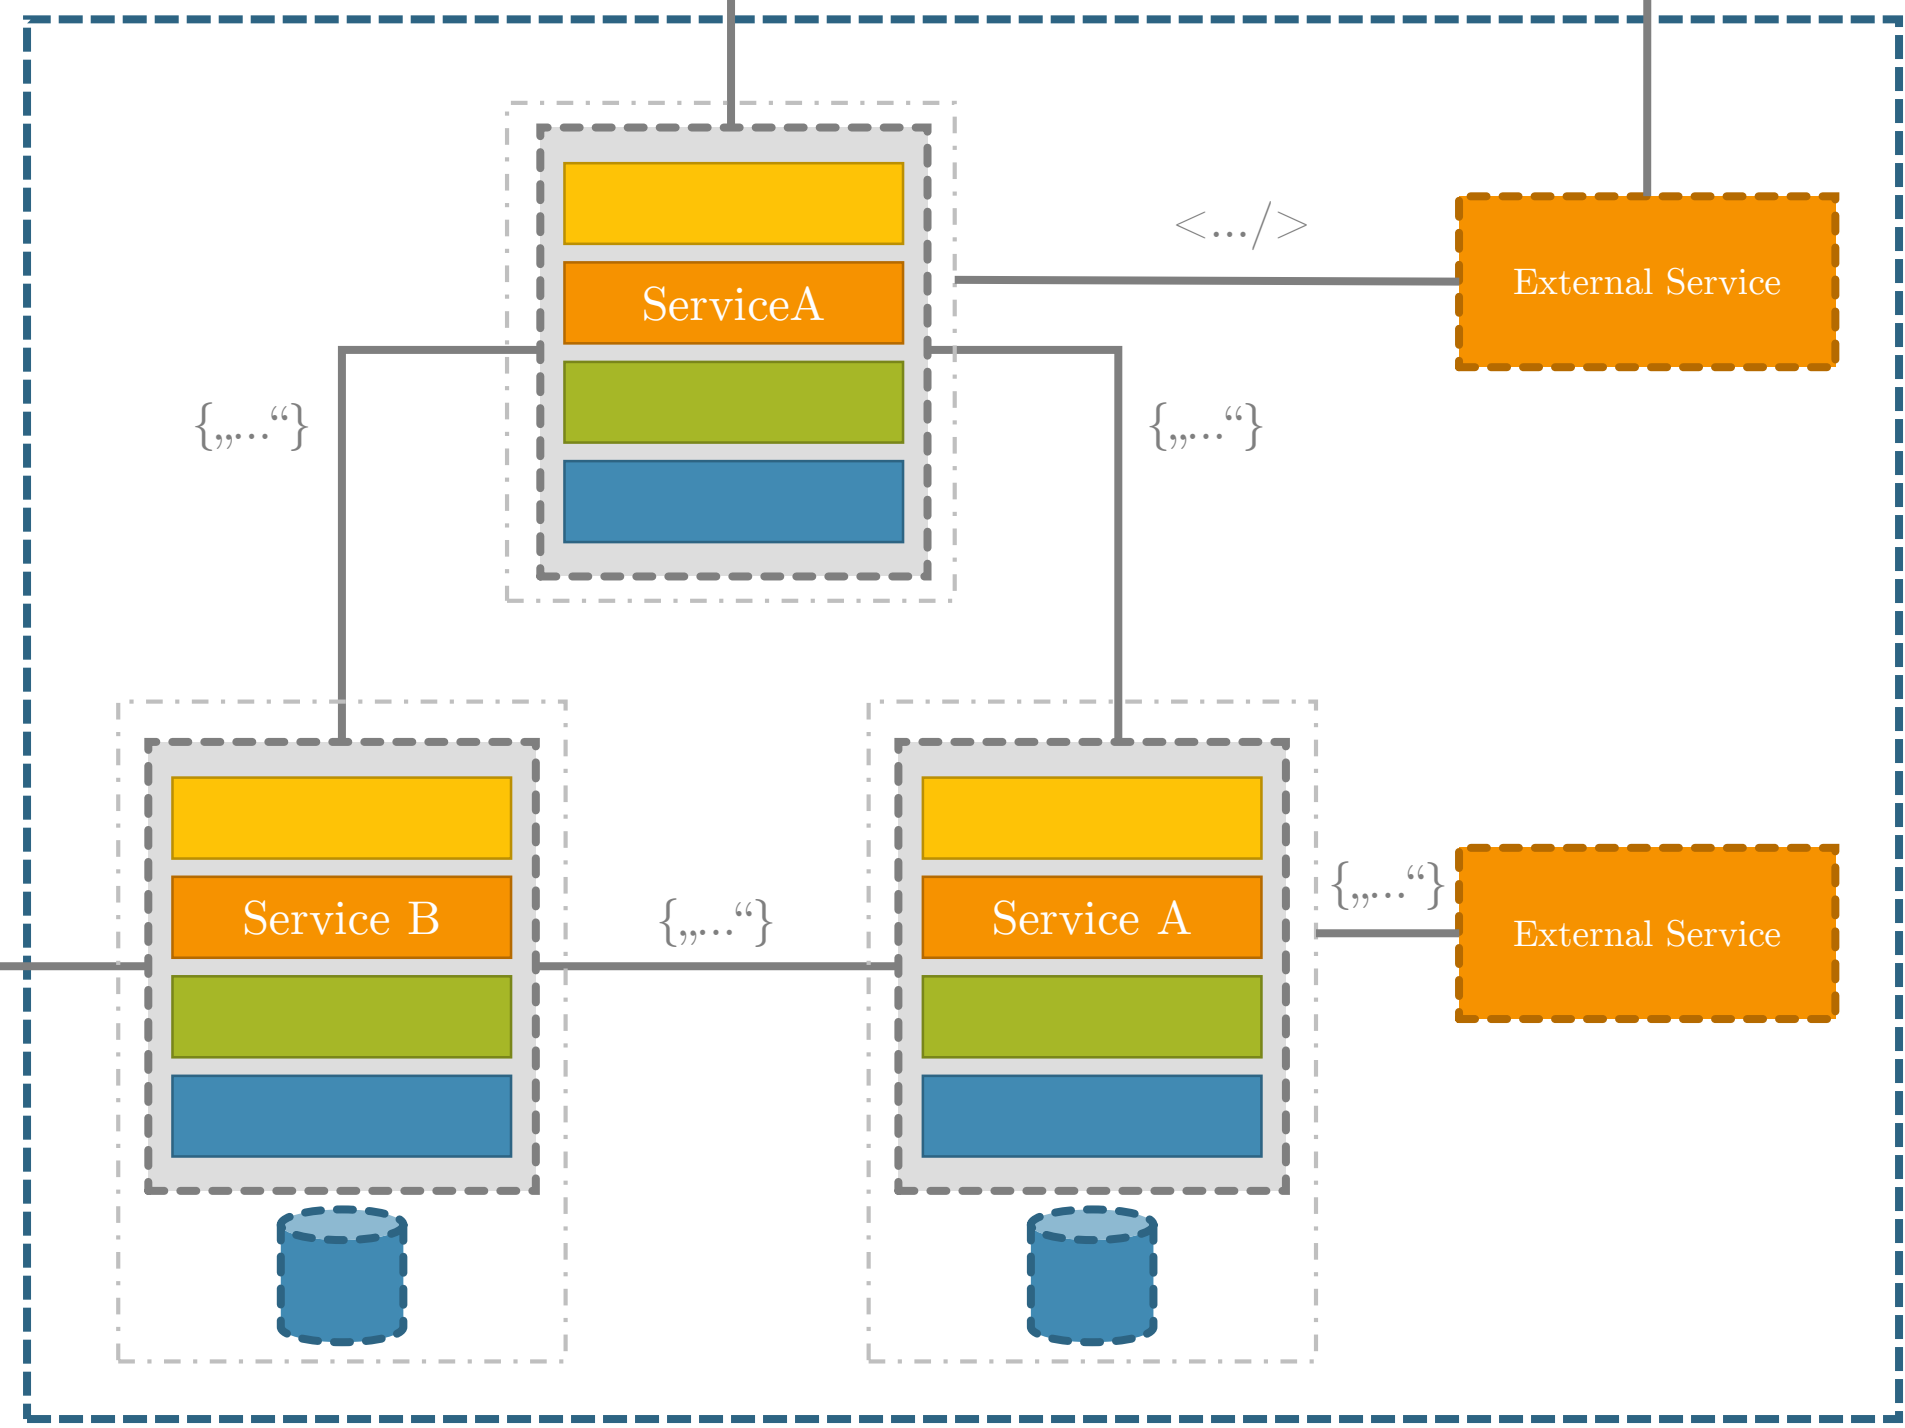 <.../>
External Service
ServiceA
{„...“}
{„...“}
{„...“}
External Service
Service B
{„...“}
Service A